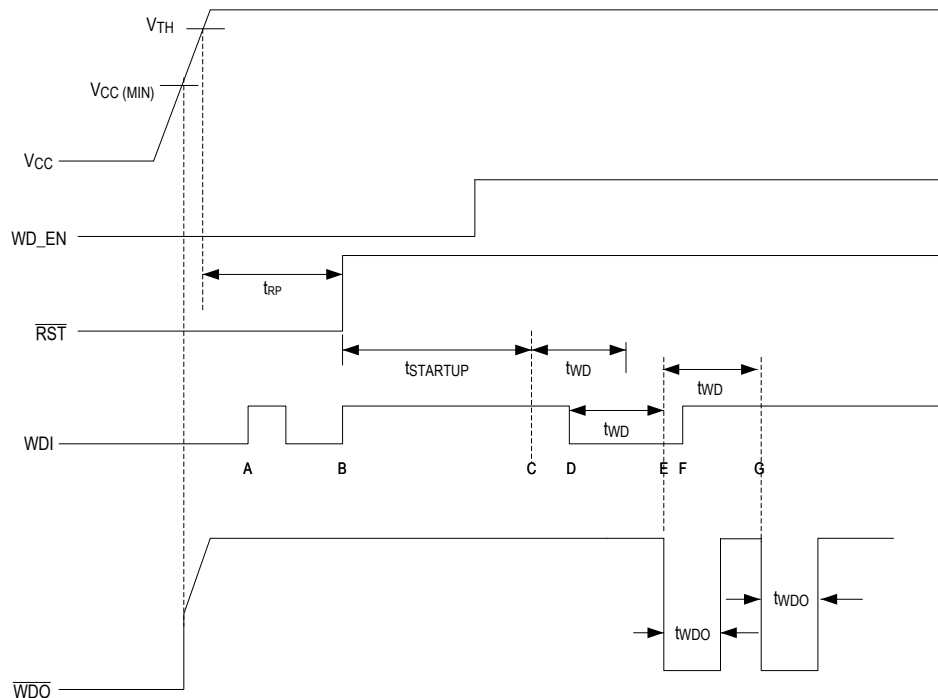 VTH
VCC (MIN)
VCC
WD_EN
tRP
RST
tSTARTUP
tWD
tWD
WDI
tWD
A B C D E F G
tWDO
tWDO
WDO